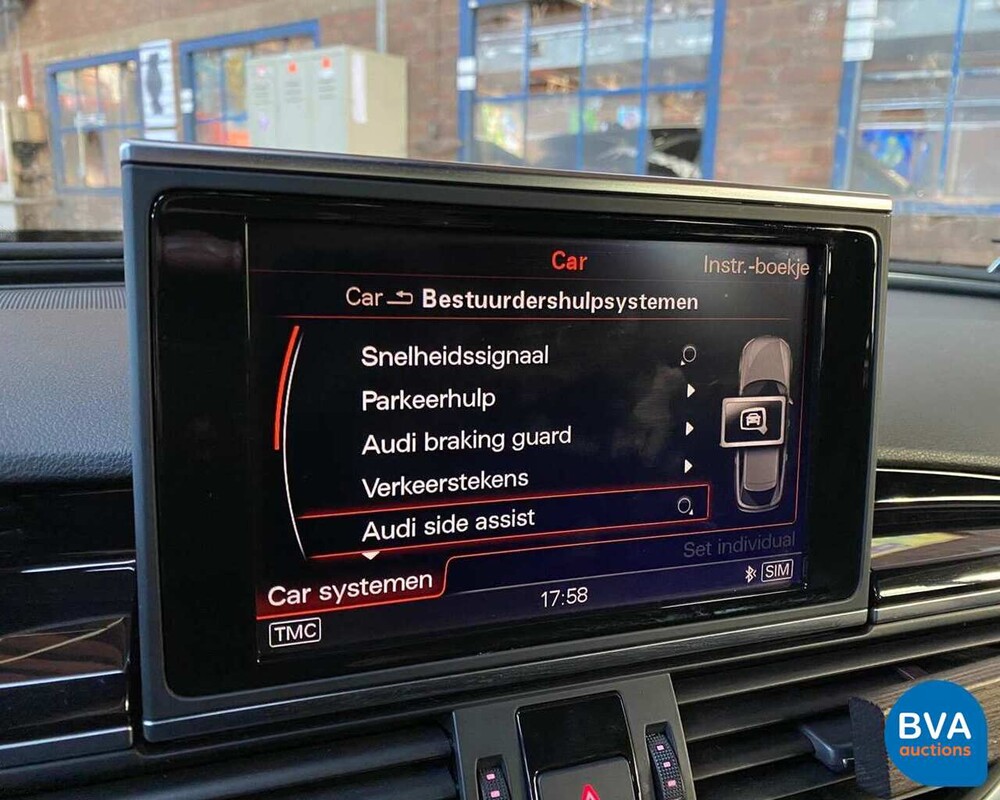 Car
Instr.-boekje
Car Bestuurdershulpsystemen
Snelheidssignaal
Parkeerhulp
Audi braking guard
Verkeerstekens
Audi side assist
Set individual
Car systemen
17:58
SIM
TMC
BVA
auctions